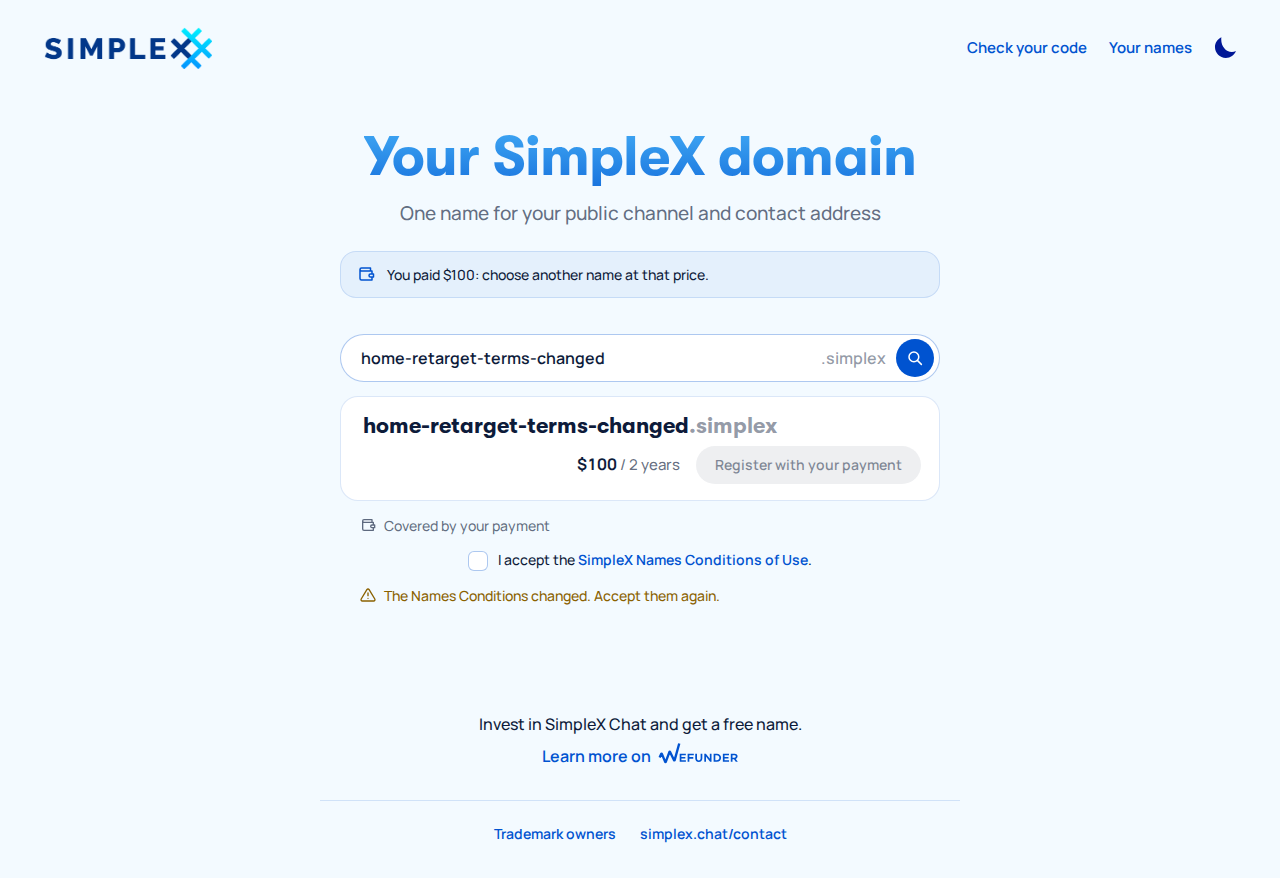 SIMPLEX
Check your code
Your names
Your SimpleX domain
One name for your public channel and contact address
You paid $100: choose another name at that price.
home-retarget-terms-changed .simplex
home-retarget-terms-changed.simplex
$100 / 2 years
Register with your payment
Covered by your payment
I accept the SimpleX Names Conditions of Use.
The Names Conditions changed. Accept them again.
Invest in SimpleX Chat and get a free name.
Learn more on WEFUNDER
Trademark owners
simplex.chat/contact